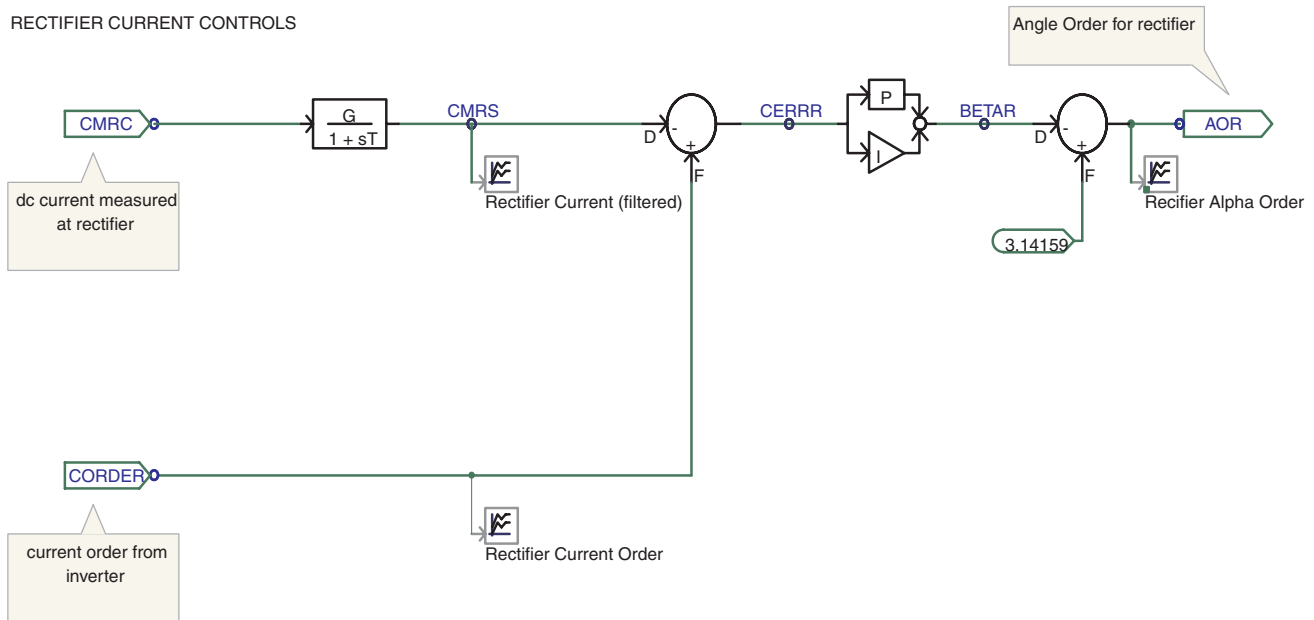 RECTIFIER CURRENT CONTROLS
Angle Order for rectifier
CMRC
G
1 + sT
CMRS
D
-
+
F
CERRR
P
I
BETAR
D
-
+
F
AOR
dc current measured
at rectifier
Rectifier Current (filtered)
Recifier Alpha Order
3.14159
CORDER
current order from
inverter
Rectifier Current Order